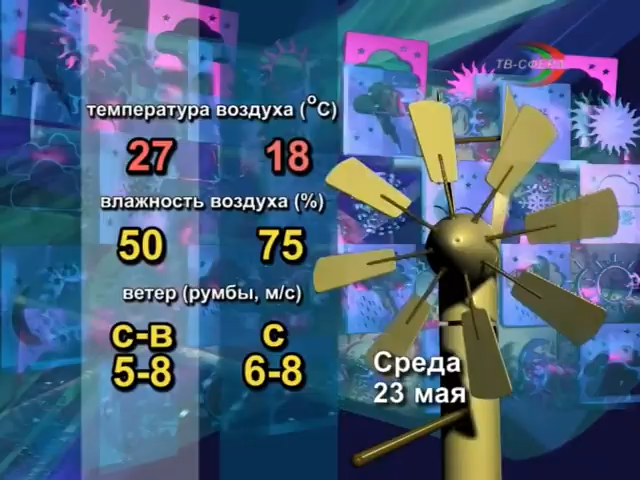 ТВ-СФЕРА
температура воздуха (°C)
27 18
влажность воздуха (%)
50 75
ветер (румбы, м/с)
с-в с
5-8 6-8
Среда
23 мая